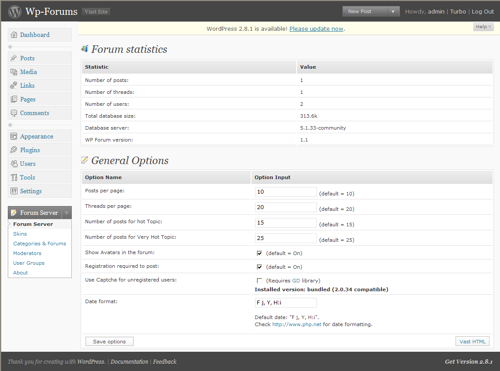 Wp-Forums Visit Site
New Post
Howdy, admin | Turbo | Log Out
WordPress 2.8.1 is available! Please update now.
Help
Dashboard
Posts
Media
Links
Pages
Comments
Appearance
Plugins
Users
Tools
Settings
Forum Server
Forum Server
Skins
Categories & Forums
Moderators
User Groups
About
Forum statistics
Statistic Value
Number of posts: 1
Number of threads: 1
Number of users: 2
Total database size: 313.6k
Database server: 5.1.33-community
WP Forum version: 1.1
General Options
Option Name Option Input
Posts per page: 10 (default = 10)
Threads per page: 20 (default = 20)
Number of posts for hot Topic: 15 (default = 15)
Number of posts for Very Hot Topic: 25 (default = 25)
Show Avatars in the forum: (default = On)
Registration required to post: (default = On)
Use Captcha for unregistered users: (Requires GD library)
Installed version: bundled (2.0.34 compatible)
Date format: F j, Y, H:i
Default date: "F j, Y, H:i".
Check http://www.php.net for date formatting.
Save options
Vast HTML
Thank you for creating with WordPress. | Documentation | Feedback
Get Version 2.8.1